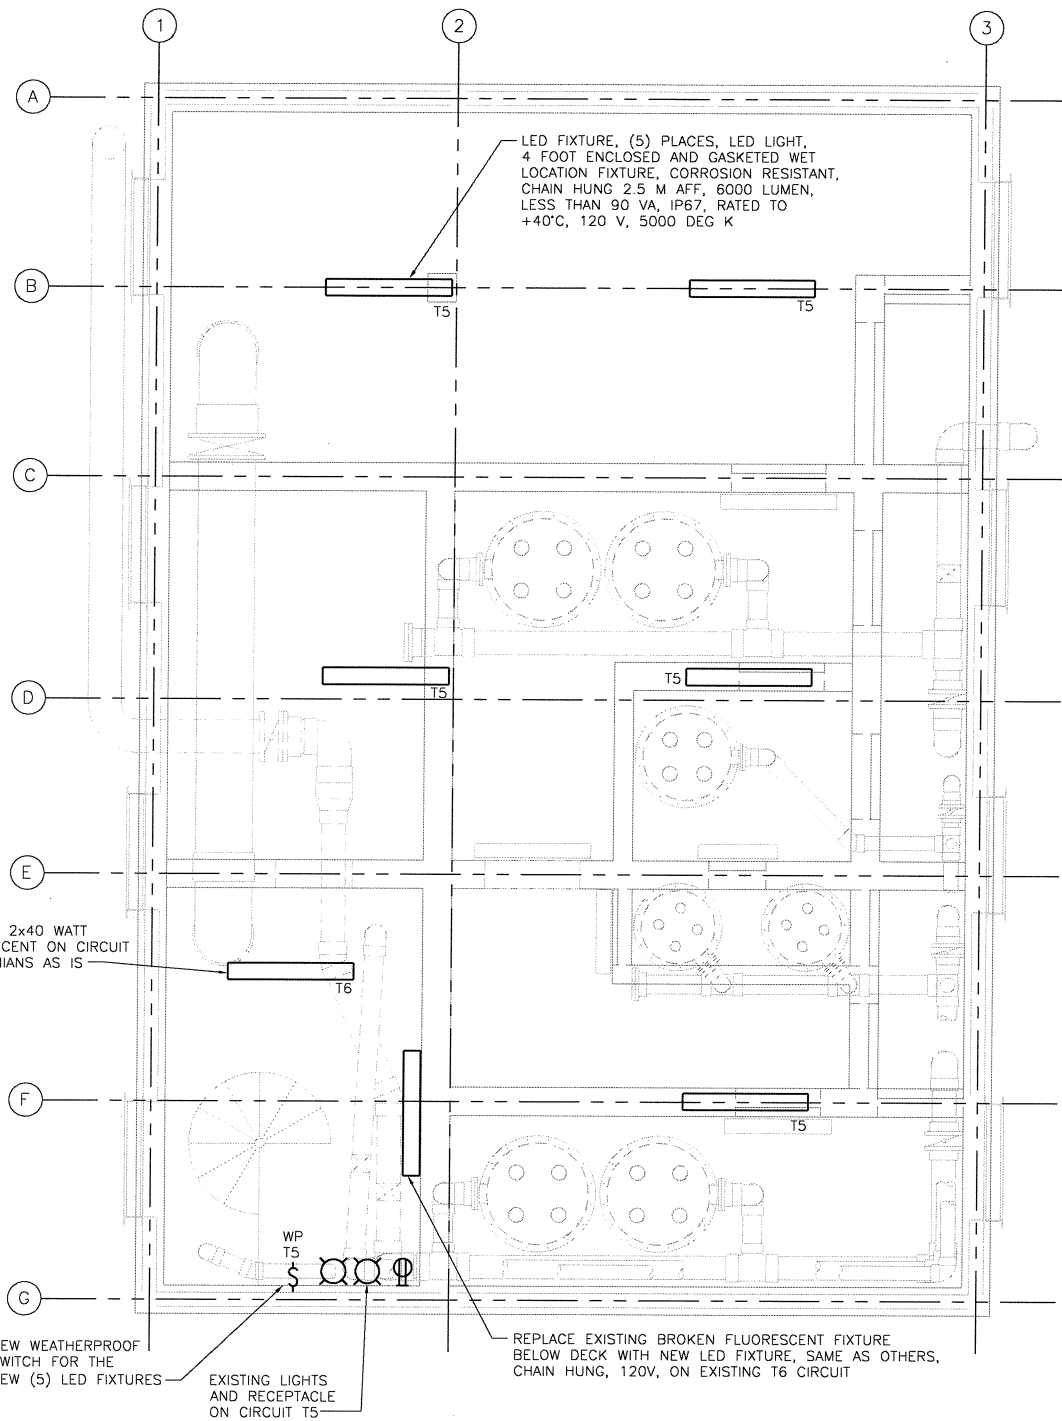 1
2
3
A
LED FIXTURE, (5) PLACES, LED LIGHT,
4 FOOT ENCLOSED AND GASKETED WET
LOCATION FIXTURE, CORROSION RESISTANT,
CHAIN HUNG 2.5 M AFF, 6000 LUMEN,
LESS THAN 90 VA, IP67, RATED TO
+40°C, 120 V, 5000 DEG K
B
T5
T5
C
T5
T5
D
E
2x40 WATT
CENT ON CIRCUIT
IANS AS IS
T6
F
T5
WP
T5
$
G
EW WEATHERPROOF
WITCH FOR THE
EW (5) LED FIXTURES
EXISTING LIGHTS
AND RECEPTACLE
ON CIRCUIT T5
REPLACE EXISTING BROKEN FLUORESCENT FIXTURE
BELOW DECK WITH NEW LED FIXTURE, SAME AS OTHERS,
CHAIN HUNG, 120V, ON EXISTING T6 CIRCUIT